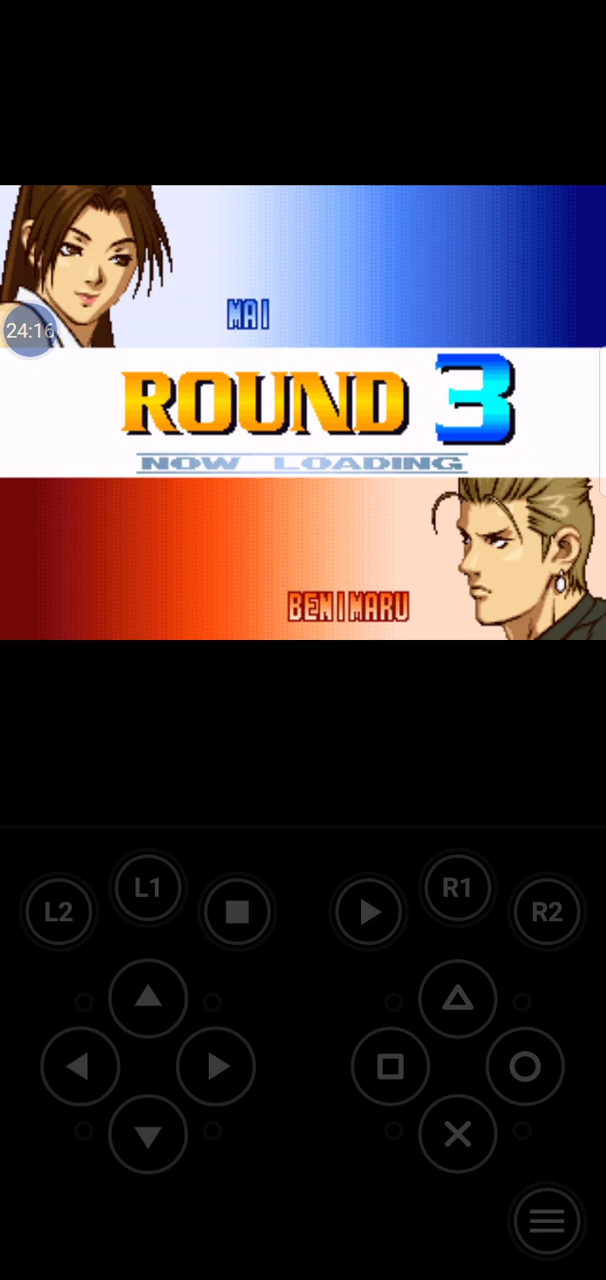 MAI
24:16
ROUND 3
NOW LOADING
BENIMARU
L1 R1
L2 R2